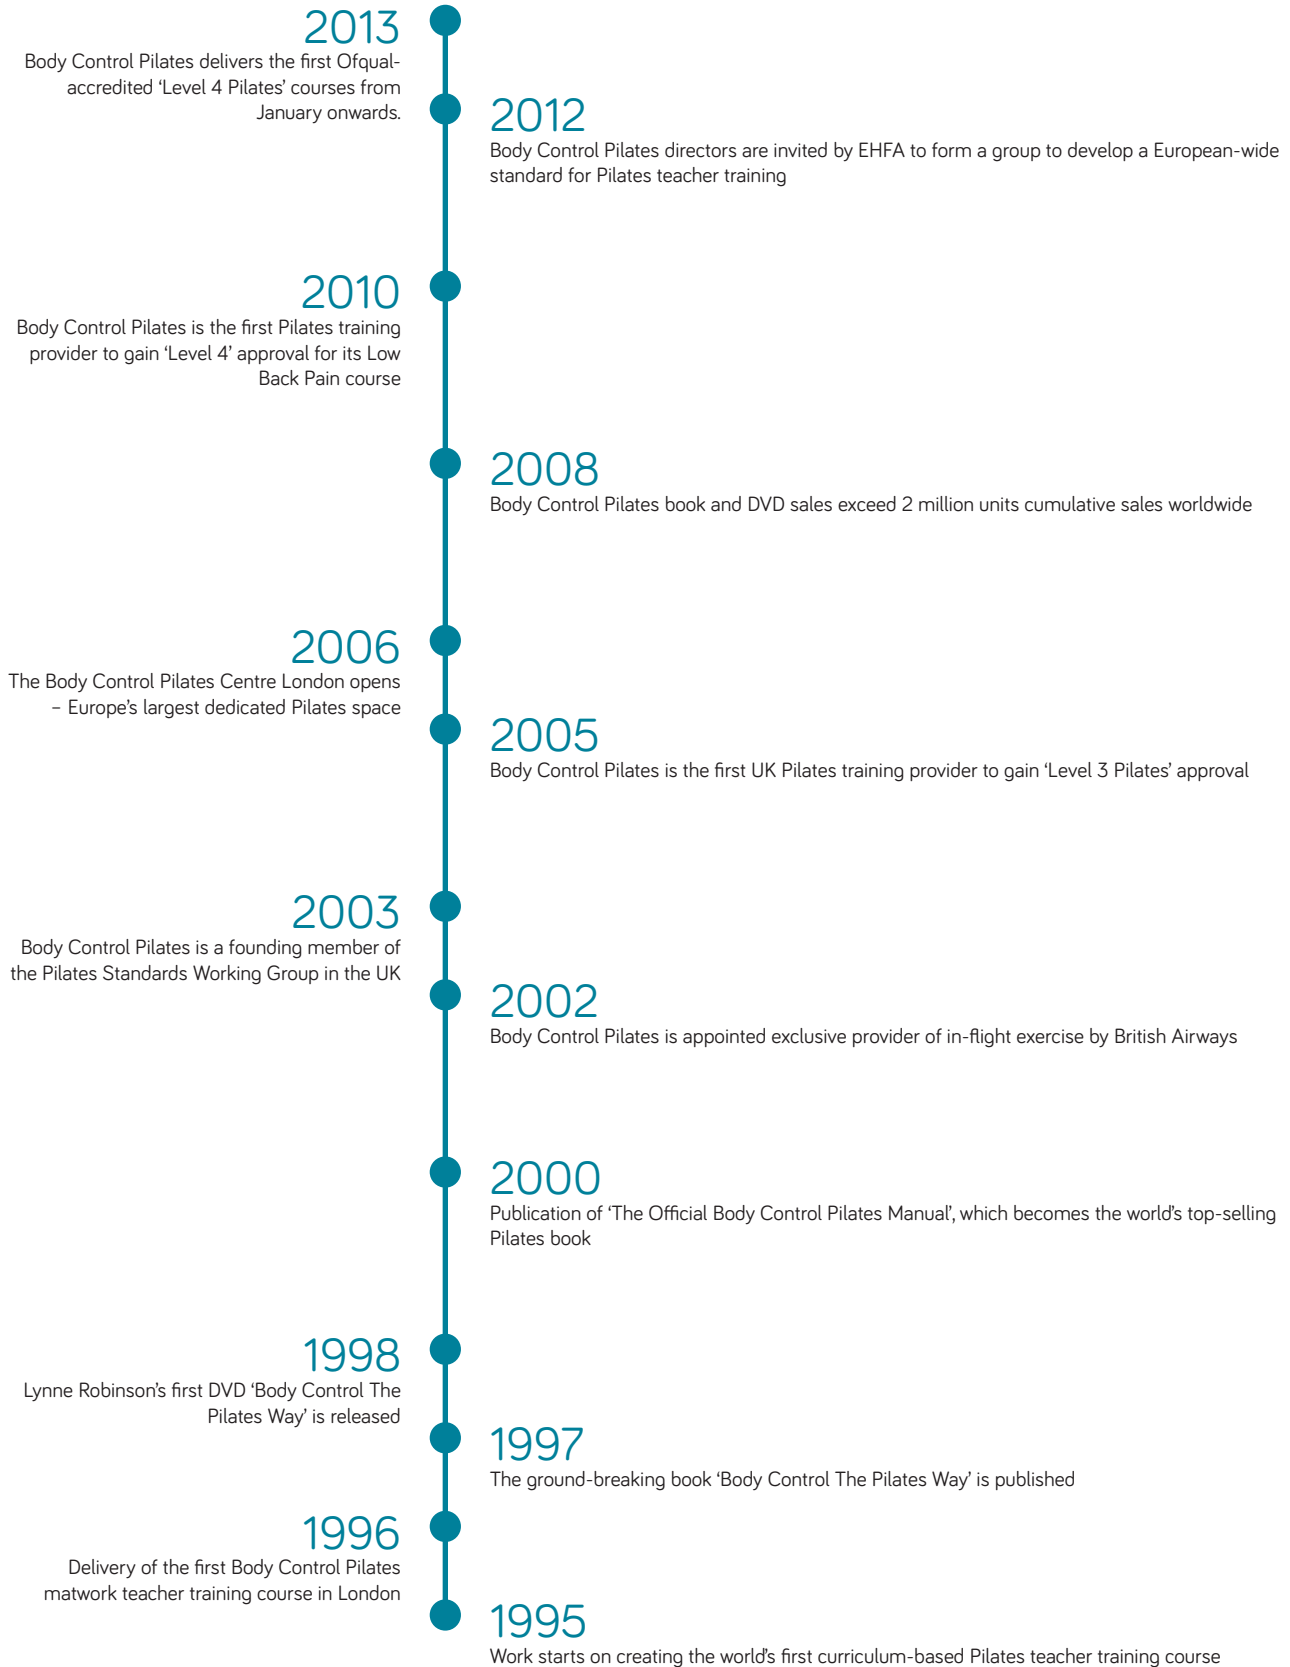 2013
Body Control Pilates delivers the first Ofqual-
accredited ‘Level 4 Pilates’ courses from
January onwards.
2012
Body Control Pilates directors are invited by EHFA to form a group to develop a European-wide
standard for Pilates teacher training
2010
Body Control Pilates is the first Pilates training
provider to gain ‘Level 4’ approval for its Low
Back Pain course
2008
Body Control Pilates book and DVD sales exceed 2 million units cumulative sales worldwide
2006
The Body Control Pilates Centre London opens
– Europe’s largest dedicated Pilates space
2005
Body Control Pilates is the first UK Pilates training provider to gain ‘Level 3 Pilates’ approval
2003
Body Control Pilates is a founding member of
the Pilates Standards Working Group in the UK
2002
Body Control Pilates is appointed exclusive provider of in-flight exercise by British Airways
2000
Publication of ‘The Official Body Control Pilates Manual’, which becomes the world’s top-selling
Pilates book
1998
Lynne Robinson’s first DVD ‘Body Control The
Pilates Way’ is released
1997
The ground-breaking book ‘Body Control The Pilates Way’ is published
1996
Delivery of the first Body Control Pilates
matwork teacher training course in London
1995
Work starts on creating the world’s first curriculum-based Pilates teacher training course